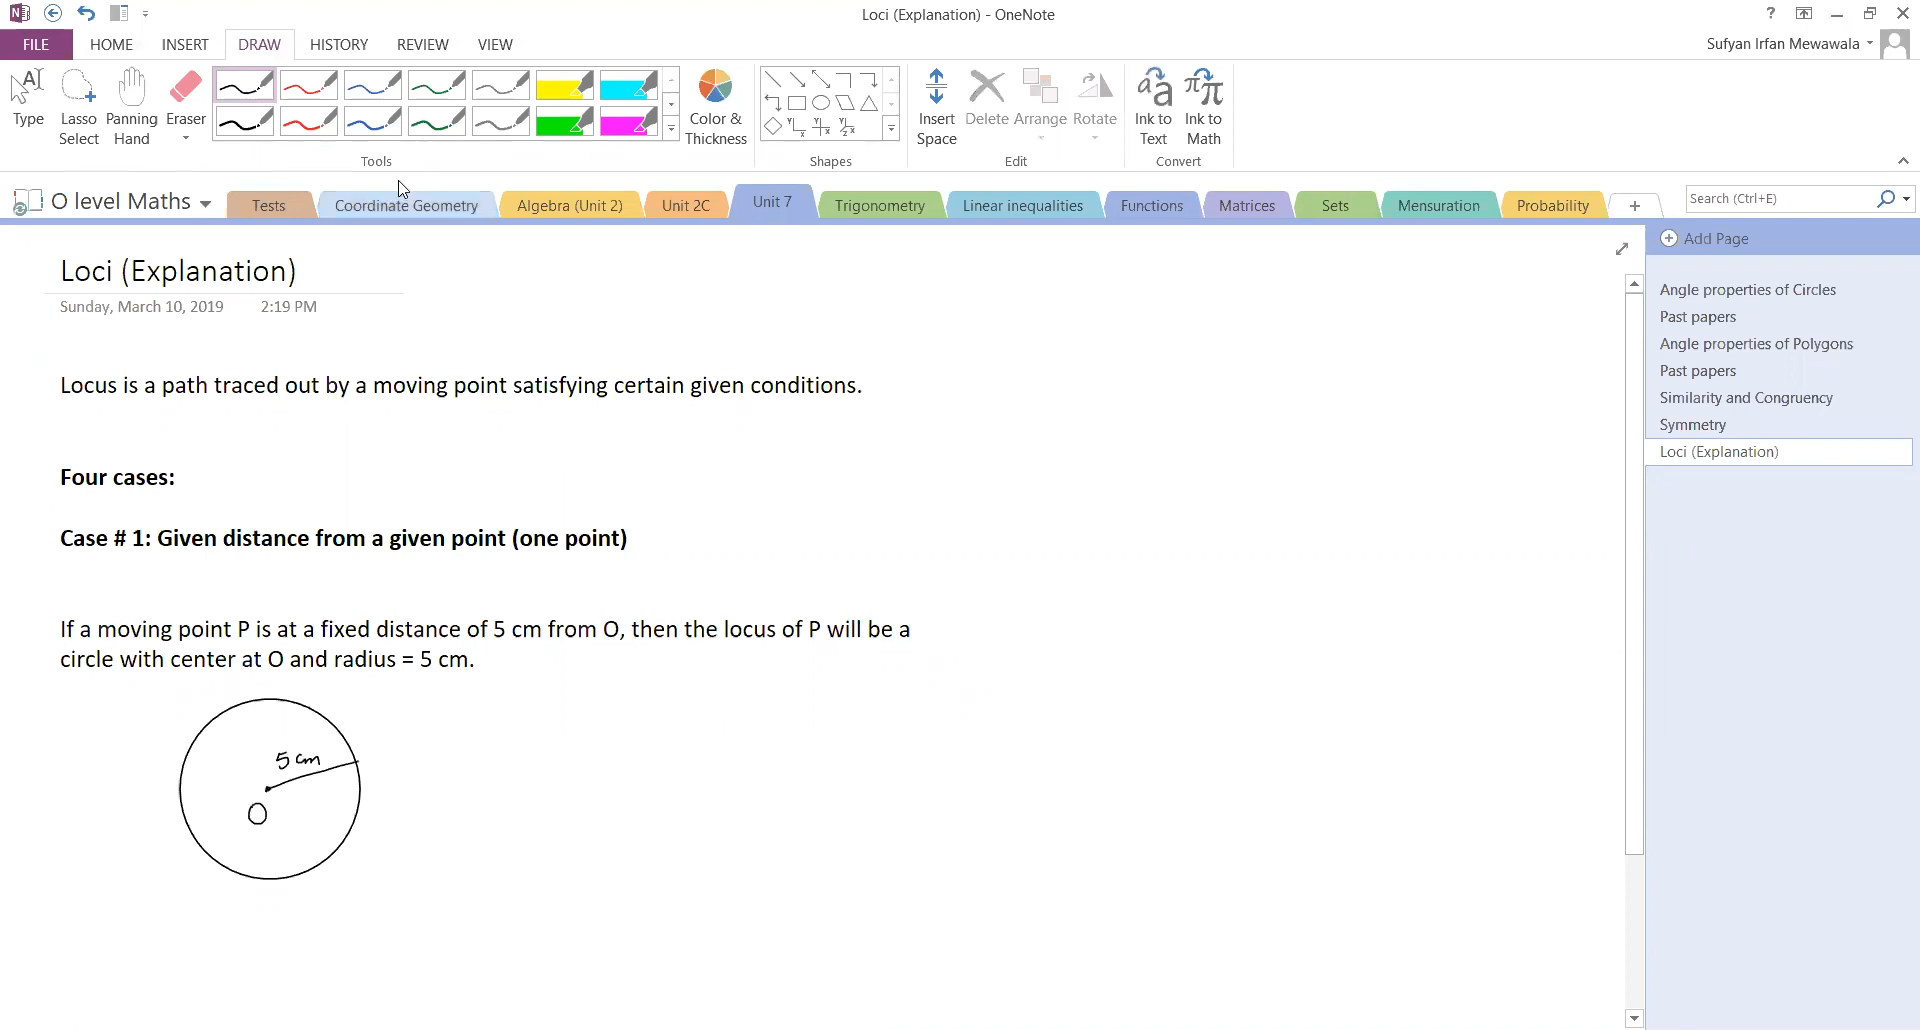 Loci (Explanation) - OneNote
?
FILE HOME INSERT DRAW HISTORY REVIEW VIEW
Sufyan Irfan Mewawala
Type
Lasso Select
Panning Hand
Eraser
Color & Thickness
Insert Space
Delete
Arrange
Rotate
Ink to Text
Ink to Math
Tools
Shapes
Edit
Convert
O level Maths
Tests
Coordinate Geometry
Algebra (Unit 2)
Unit 2C
Unit 7
Trigonometry
Linear inequalities
Functions
Matrices
Sets
Mensuration
Probability
+
Search (Ctrl+E)
Loci (Explanation)
Sunday, March 10, 2019 2:19 PM
Locus is a path traced out by a moving point satisfying certain given conditions.
Four cases:
Case # 1: Given distance from a given point (one point)
If a moving point P is at a fixed distance of 5 cm from O, then the locus of P will be a
circle with center at O and radius = 5 cm.
5 cm
O
Add Page
Angle properties of Circles
Past papers
Angle properties of Polygons
Past papers
Similarity and Congruency
Symmetry
Loci (Explanation)